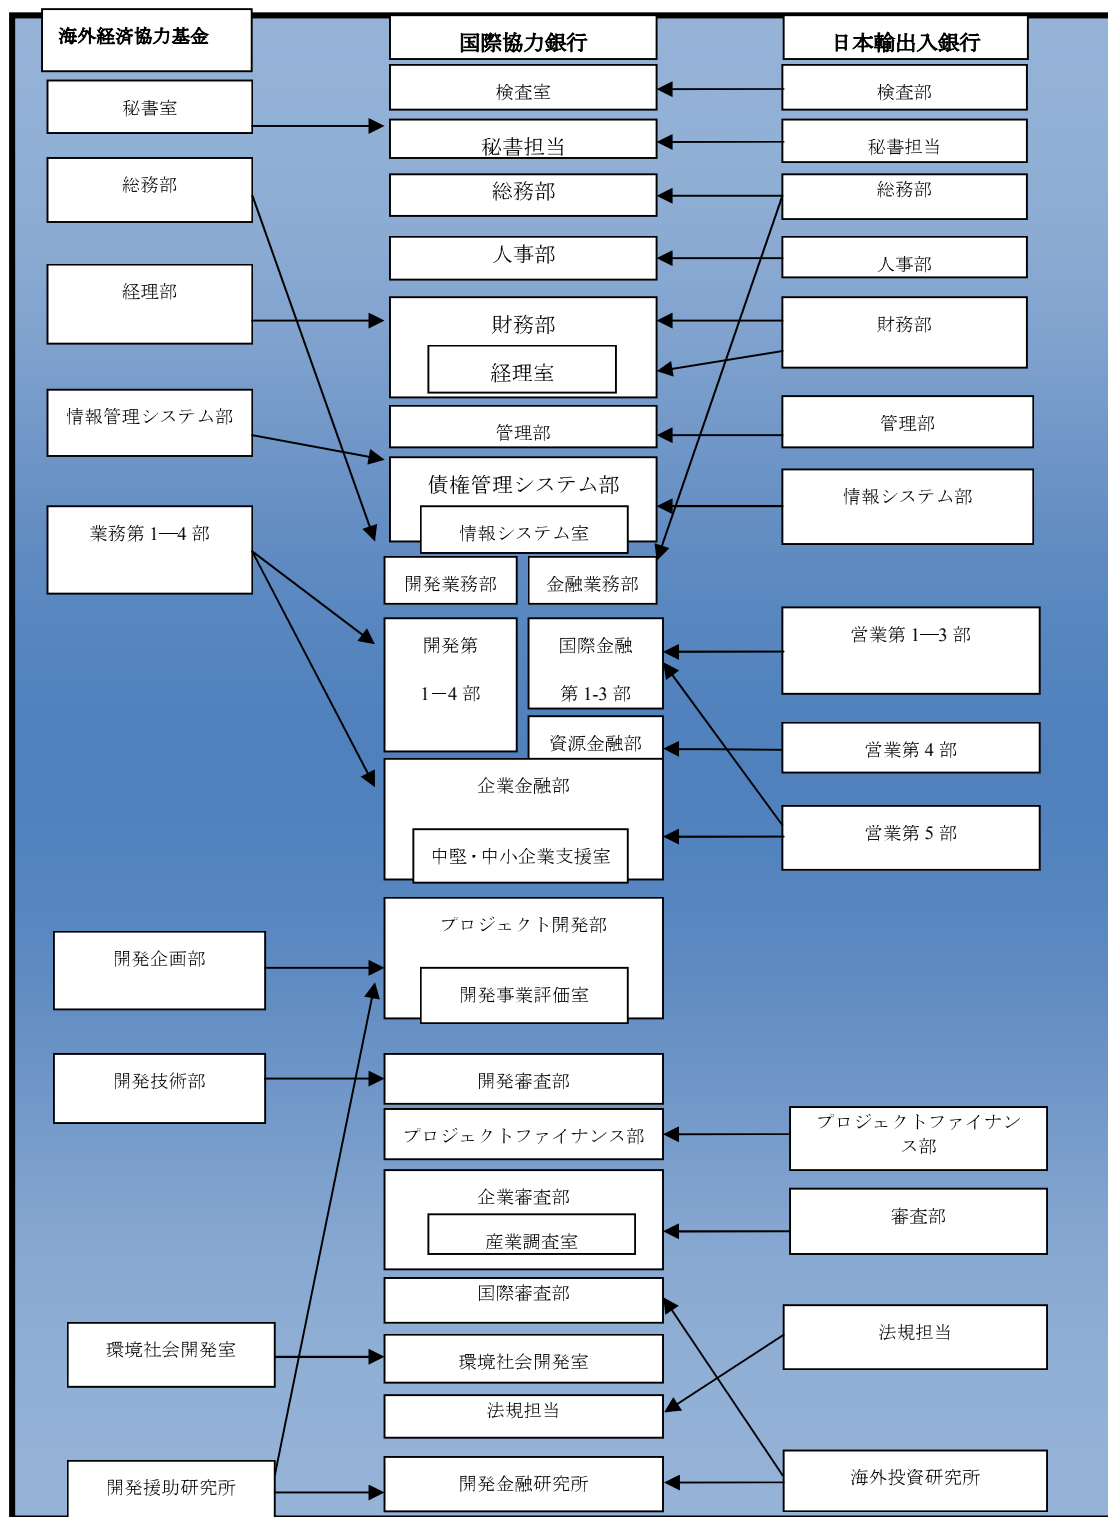 海外経済協力基金
国際協力銀行
日本輸出入銀行
秘書室
検査室
検査部
秘書担当
秘書担当
総務部
総務部
総務部
人事部
人事部
経理部
財務部
経理室
財務部
情報管理システム部
管理部
管理部
債権管理システム部
情報システム室
情報システム部
業務第 1―4 部
開発業務部
金融業務部
開発第
1－4 部
国際金融
第 1-3 部
営業第 1―3 部
資源金融部
営業第 4 部
企業金融部
中堅・中小企業支援室
営業第 5 部
プロジェクト開発部
開発事業評価室
開発企画部
開発技術部
開発審査部
プロジェクトファイナンス部
プロジェクトファイナン
ス部
企業審査部
産業調査室
審査部
国際審査部
環境社会開発室
環境社会開発室
法規担当
法規担当
開発援助研究所
開発金融研究所
海外投資研究所